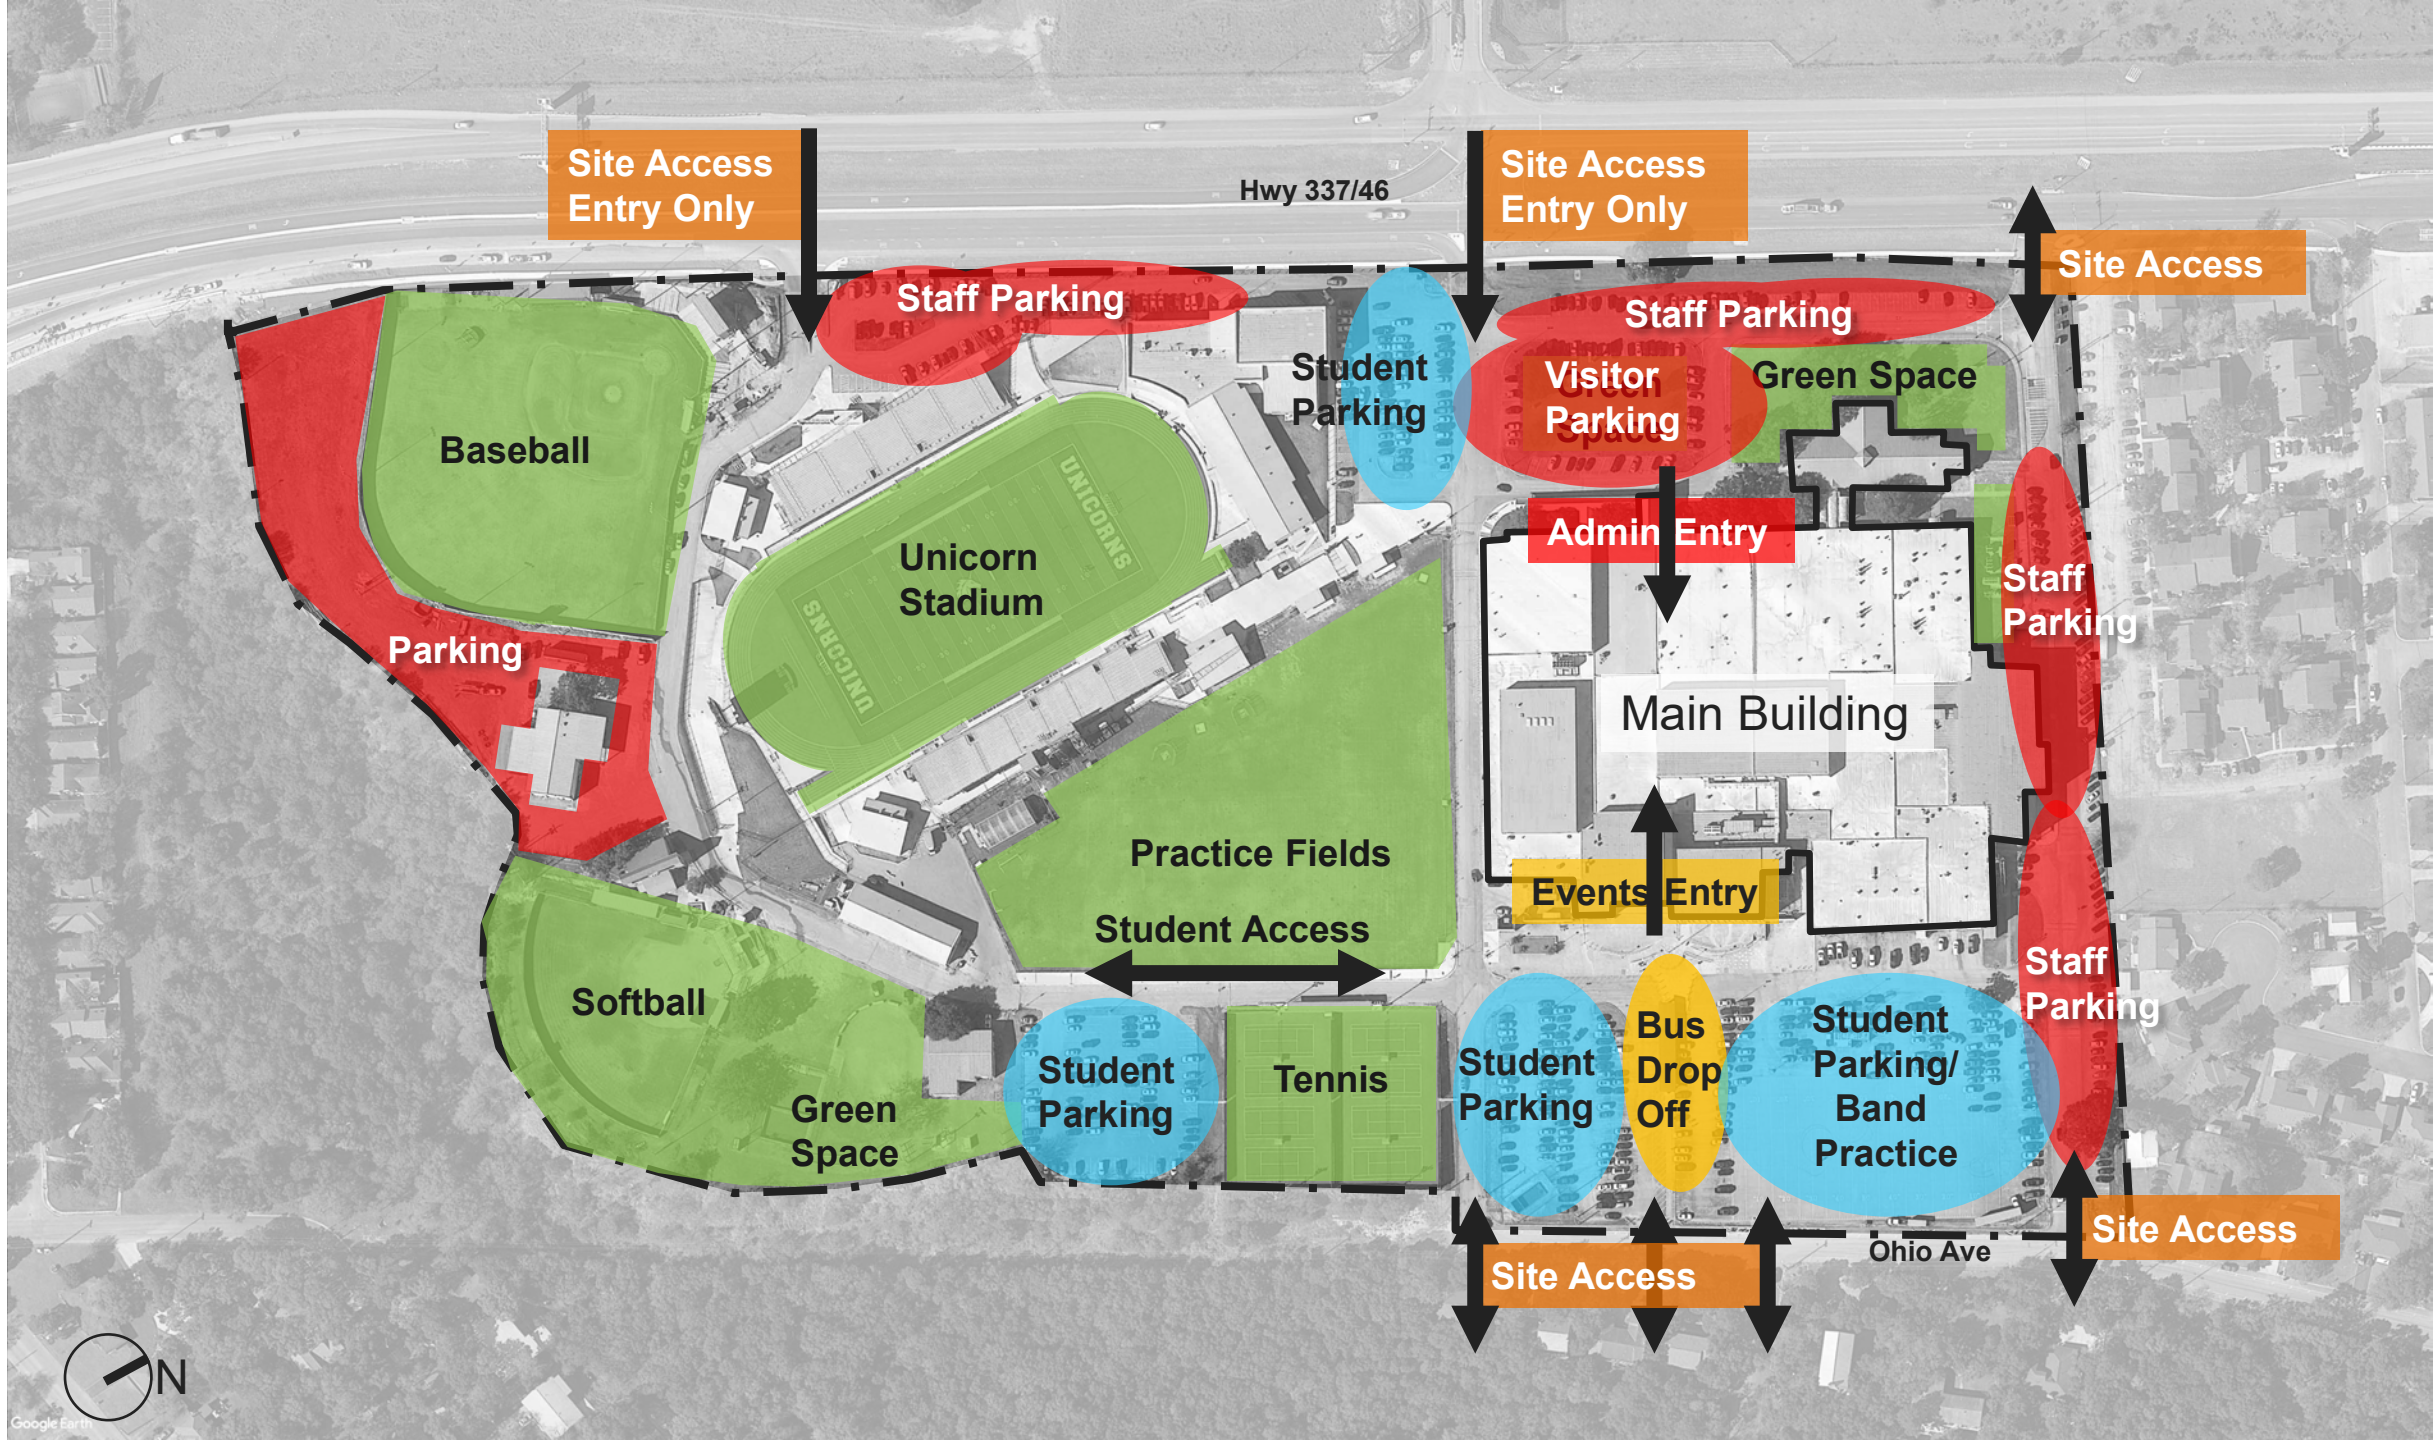 Site Access
Entry Only
Hwy 337/46
Site Access
Entry Only
Site Access
Staff Parking
Staff Parking
Student
Parking
Green
Space
Visitor
Parking
Green Space
Baseball
UNICORNS
Unicorn
Stadium
UNICORNS
Admin Entry
Staff
Parking
Parking
Main Building
Practice Fields
Events Entry
Student Access
Softball
Staff
Parking
Student
Parking
Tennis
Student
Parking
Bus
Drop
Off
Student
Parking/
Band
Practice
Green
Space
Site Access
Ohio Ave
Site Access
N
Google Earth